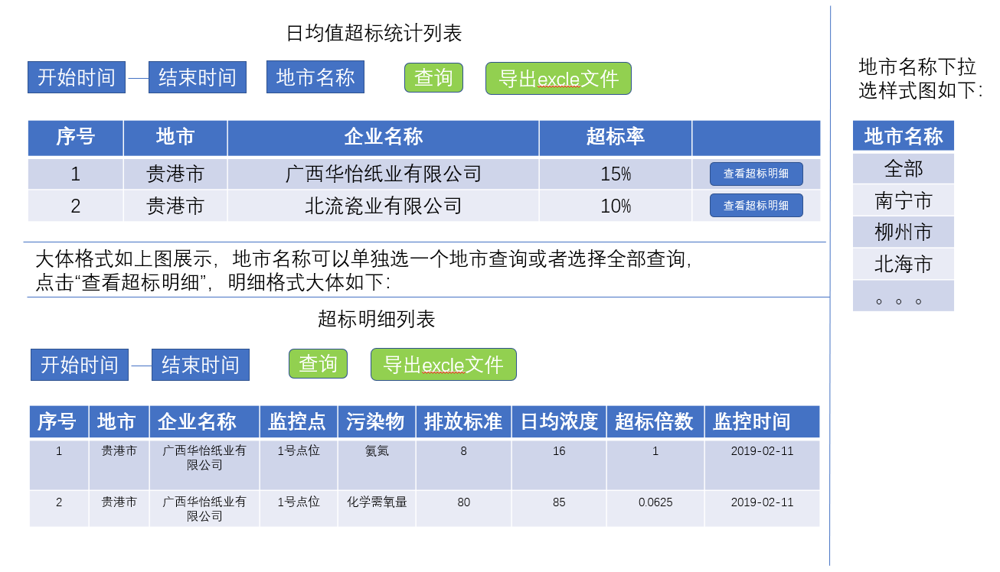 日均值超标统计列表
开始时间 结束时间 地市名称 查询 导出excle文件
序号 地市 企业名称 超标率
1 贵港市 广西华怡纸业有限公司 15% 查看超标明细
2 贵港市 北流瓷业有限公司 10% 查看超标明细
大体格式如上图展示，地市名称可以单独选一个地市查询或者选择全部查询，
点击“查看超标明细”，明细格式大体如下：
超标明细列表
开始时间 结束时间 查询 导出excle文件
序号 地市 企业名称 监控点 污染物 排放标准 日均浓度 超标倍数 监控时间
1 贵港市 广西华怡纸业有 1号点位 氨氮 8 16 1 2019-02-11
限公司
2 贵港市 广西华怡纸业有 1号点位 化学需氧量 80 85 0.0625 2019-02-11
限公司
地市名称下拉
选样式图如下：
地市名称
全部
南宁市
柳州市
北海市
。。。